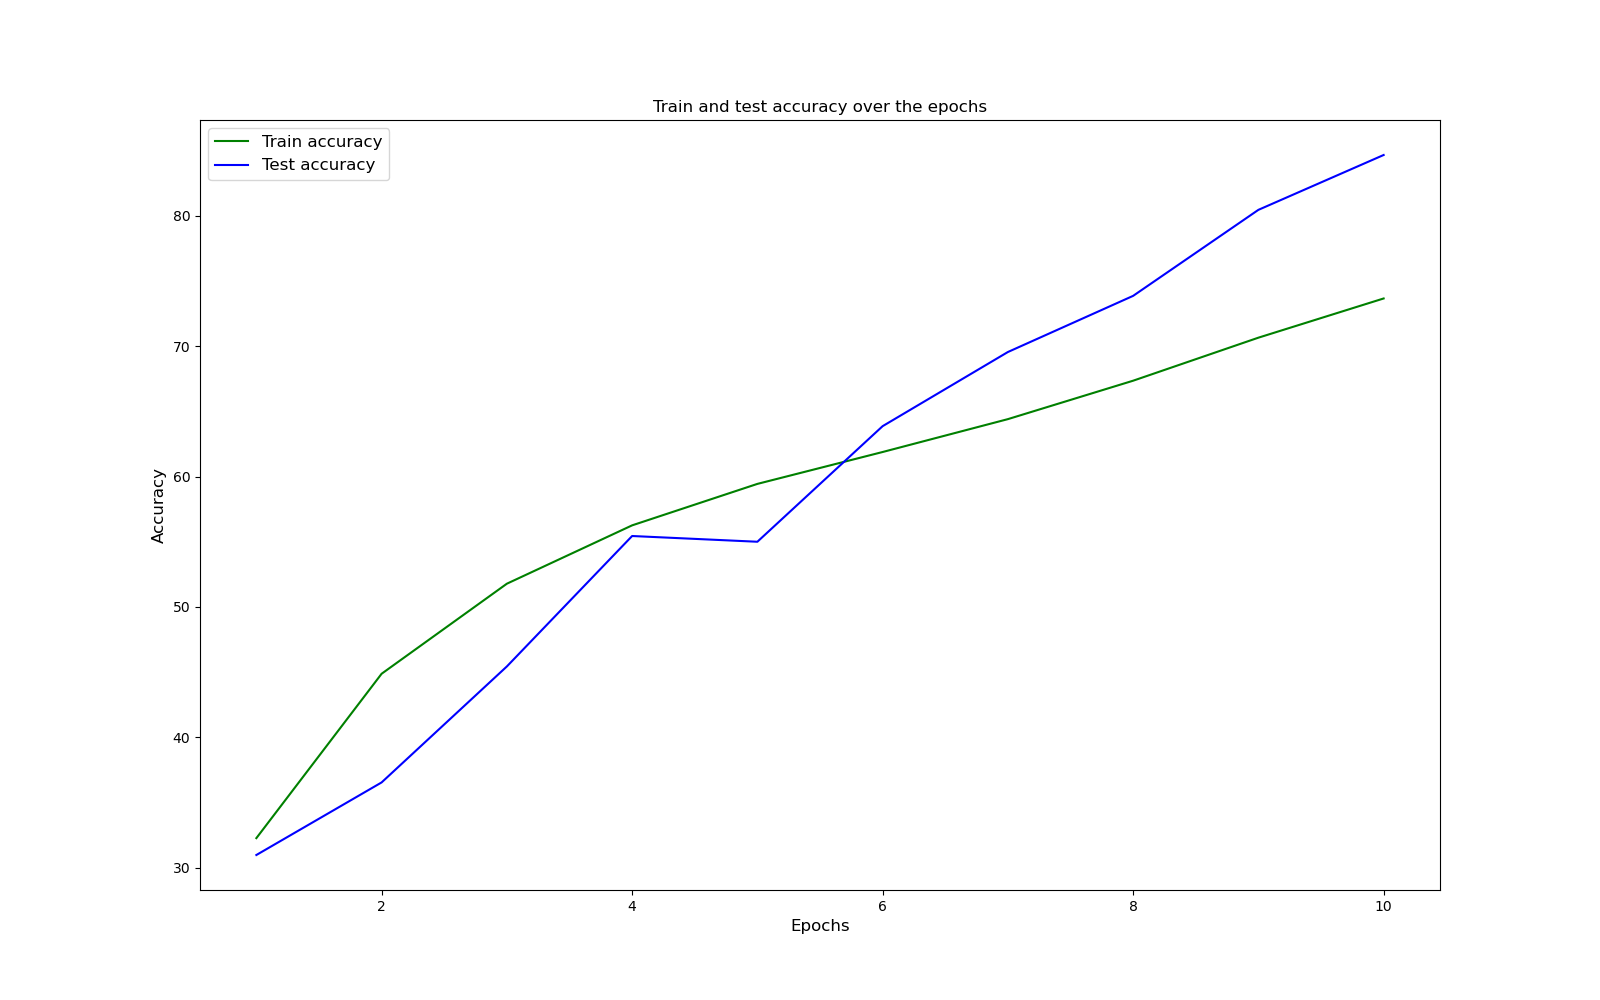 Train and test accuracy over the epochs
Train accuracy
Test accuracy
80
70
60
50
40
30
Accuracy
2 4 6 8 10
Epochs